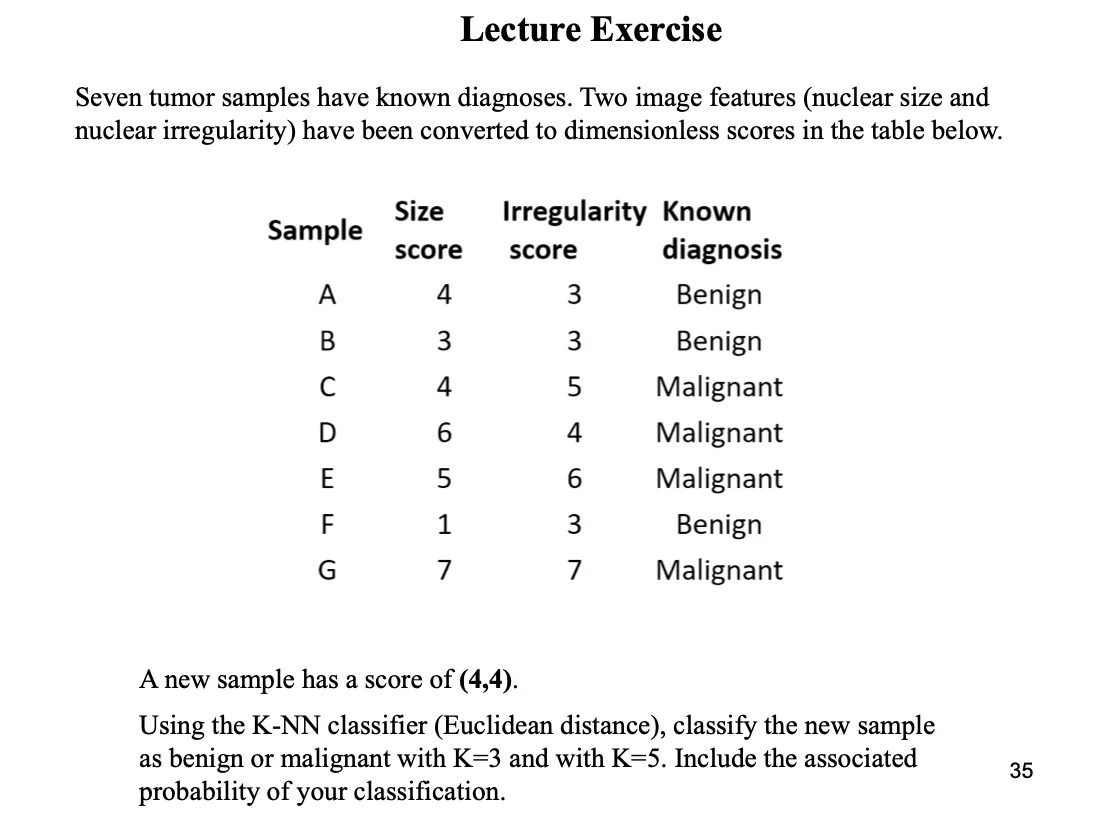 Lecture Exercise
Seven tumor samples have known diagnoses. Two image features (nuclear size and
nuclear irregularity) have been converted to dimensionless scores in the table below.
Sample Size score Irregularity score Known diagnosis
A 4 3 Benign
B 3 3 Benign
C 4 5 Malignant
D 6 4 Malignant
E 5 6 Malignant
F 1 3 Benign
G 7 7 Malignant
A new sample has a score of (4,4).
Using the K-NN classifier (Euclidean distance), classify the new sample
as benign or malignant with K=3 and with K=5. Include the associated
probability of your classification.
35